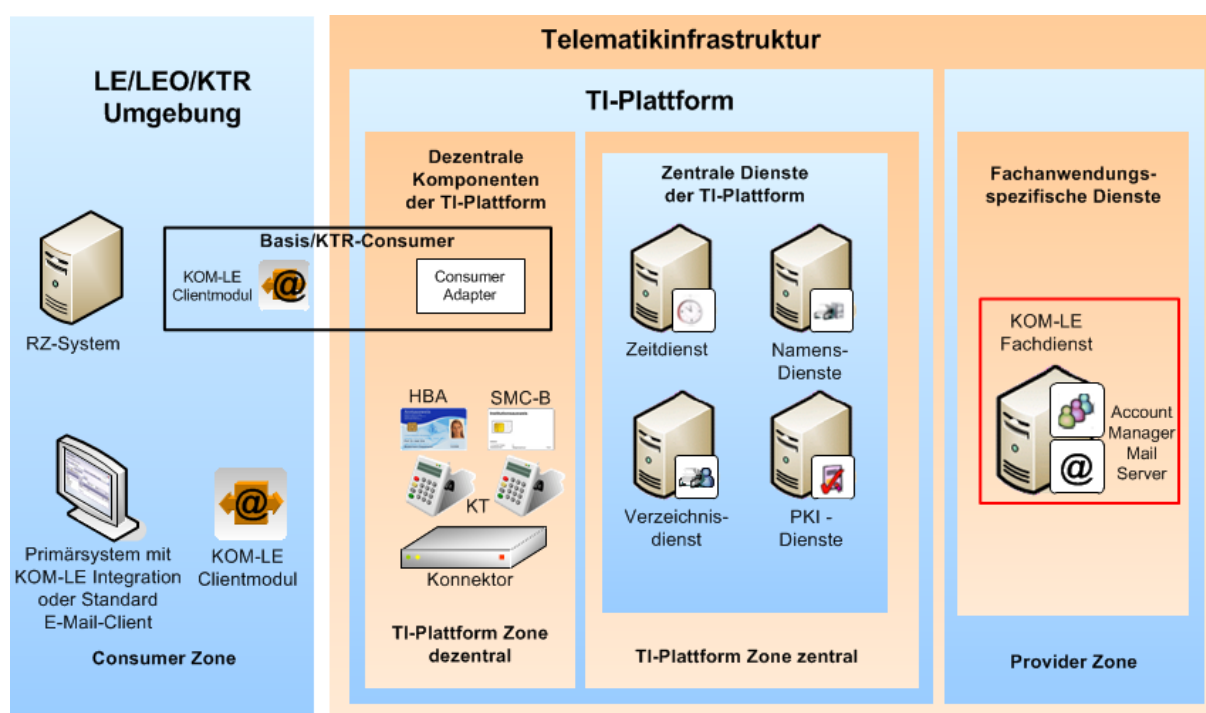 Telematikinfrastruktur
LE/LEO/KTR
Umgebung
TI-Plattform
Dezentrale
Komponenten
der TI-Plattform
Zentrale Dienste
der TI-Plattform
Fachanwendungs-
spezifische Dienste
Basis/KTR-Consumer
KOM-LE
Clientmodul
Consumer
Adapter
RZ-System
Zeitdienst
Namens-
Dienste
KOM-LE
Fachdienst
Account
Manager
Mail
Server
HBA
SMC-B
KT
Konnektor
Verzeichnis-
dienst
PKI -
Dienste
Primärsystem mit
KOM-LE Integration
oder Standard
E-Mail-Client
KOM-LE
Clientmodul
Consumer Zone
TI-Plattform Zone
dezentral
TI-Plattform Zone zentral
Provider Zone